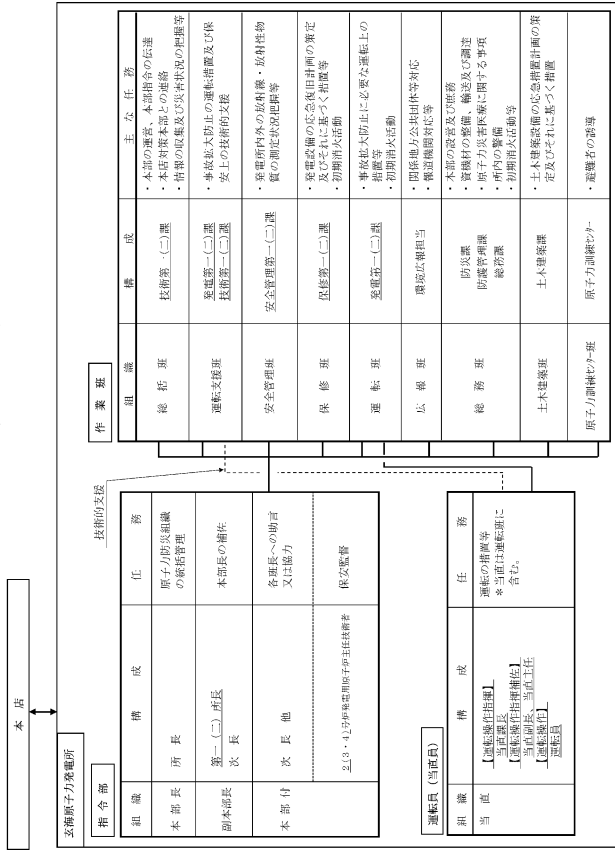 本店
玄海原子力発電所
指令部
組織
構成
任務
本部長
所長
原子力防災組織
の統括管理
副本部長
第一(二)所長
次長
本部長の補佐
本部付
次長他
各班長への助言
又は協力
2(3・4)号炉発電用原子炉主任技術者
保安監督
運転員(当直員)
組織
構成
任務
当直
【運転操作指揮】
当直課長
【運転操作指揮補佐】
当直副長、当直主任
【運転操作】
運転員
運転の措置等
*当直は運転班に
含む。
技術的支援
作業班
組織
構成
主な任務
総括班
技術第一(二)課
・本部の運営、本部指令の伝達
・本店対策本部との連絡
・情報の収集及び災害状況の把握等
運転支援班
発電第一(二)課
技術第一(二)課
・事故拡大防止の運転措置及び保
安上の技術的支援
安全管理班
安全管理第一(二)課
・発電所内外の放射線・放射性物
質の測定状況把握等
保修班
保修第一(二)課
・発電設備の応急復旧計画の策定
及びそれに基づく措置等
・初期消火活動
運転班
発電第一(二)課
・事故拡大防止に必要な運転上の
措置等
・初期消火活動
広報班
環境広報担当
・関係地方公共団体等対応
・報道機関対応等
総務班
防災課
防護管理課
総務課
・本部の設営及び庶務
・資機材の整備、輸送及び調達
・原子力災害医療に関する事項
・所内の警備
・初期消火活動等
土木建築班
土木建築課
・土木建築設備の応急措置計画の策
定及びそれに基づく措置
原子力訓練センター班
原子力訓練センター
・避難者の誘導